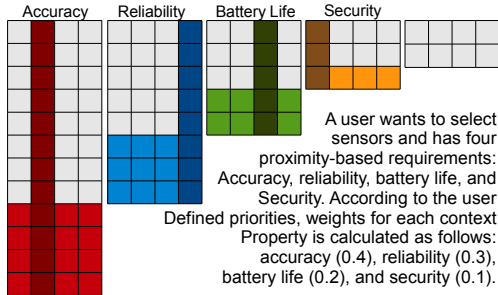 Accuracy Reliability Battery Life Security
A user wants to select
sensors and has four
proximity-based requirements:
Accuracy, reliability, battery life, and
Security. According to the user
Defined priorities, weights for each context
Property is calculated as follows:
accuracy (0.4), reliability (0.3),
battery life (0.2), and security (0.1).